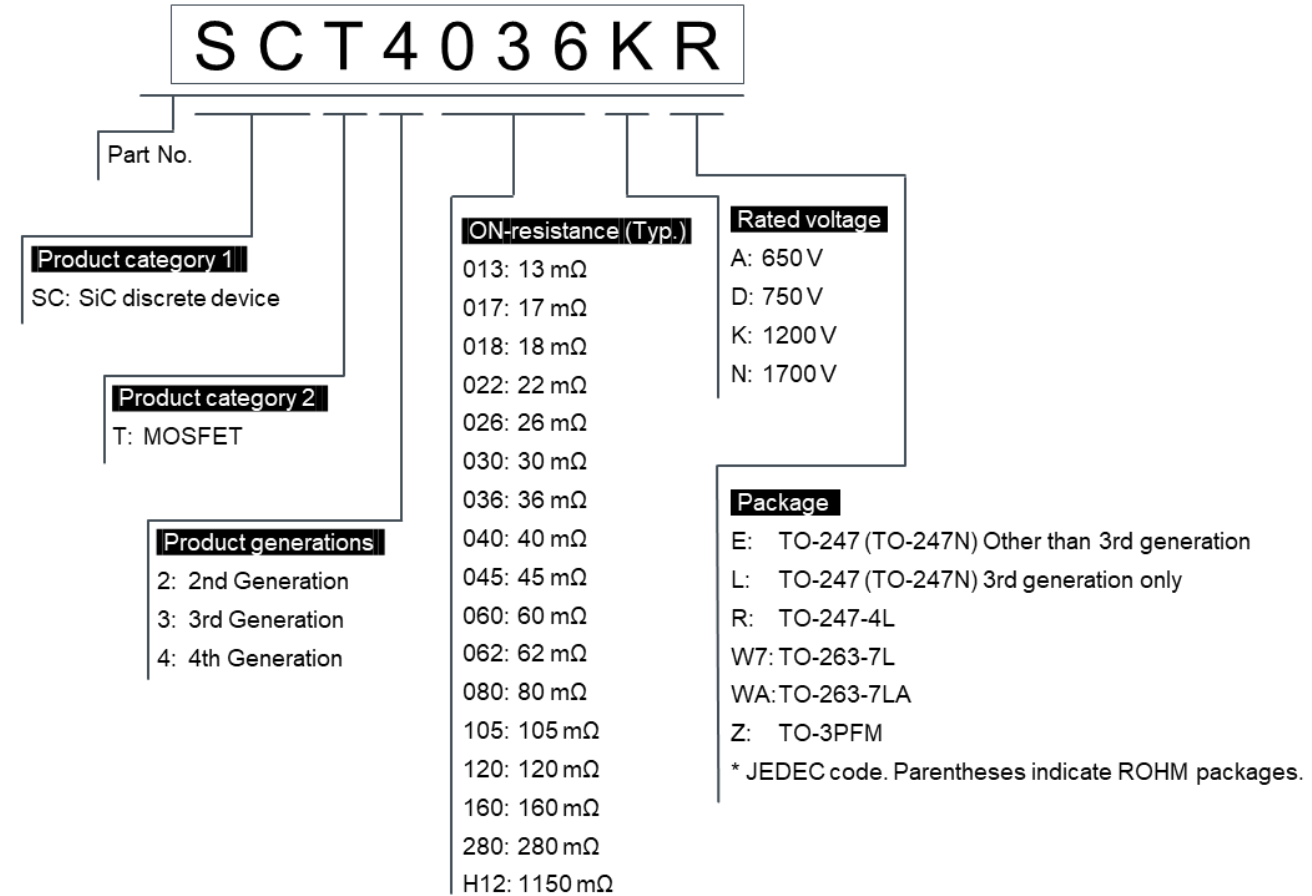 SCT4036KR
Part No.
Product category 1
SC: SiC discrete device
Product category 2
T: MOSFET
Product generations
2: 2nd Generation
3: 3rd Generation
4: 4th Generation
ON-resistance (Typ.)
013: 13 mΩ
017: 17 mΩ
018: 18 mΩ
022: 22 mΩ
026: 26 mΩ
030: 30 mΩ
036: 36 mΩ
040: 40 mΩ
045: 45 mΩ
060: 60 mΩ
062: 62 mΩ
080: 80 mΩ
105: 105 mΩ
120: 120 mΩ
160: 160 mΩ
280: 280 mΩ
H12: 1150 mΩ
Rated voltage
A: 650 V
D: 750 V
K: 1200 V
N: 1700 V
Package
E: TO-247 (TO-247N) Other than 3rd generation
L: TO-247 (TO-247N) 3rd generation only
R: TO-247-4L
W7: TO-263-7L
WA: TO-263-7LA
Z: TO-3PFM
* JEDEC code. Parentheses indicate ROHM packages.